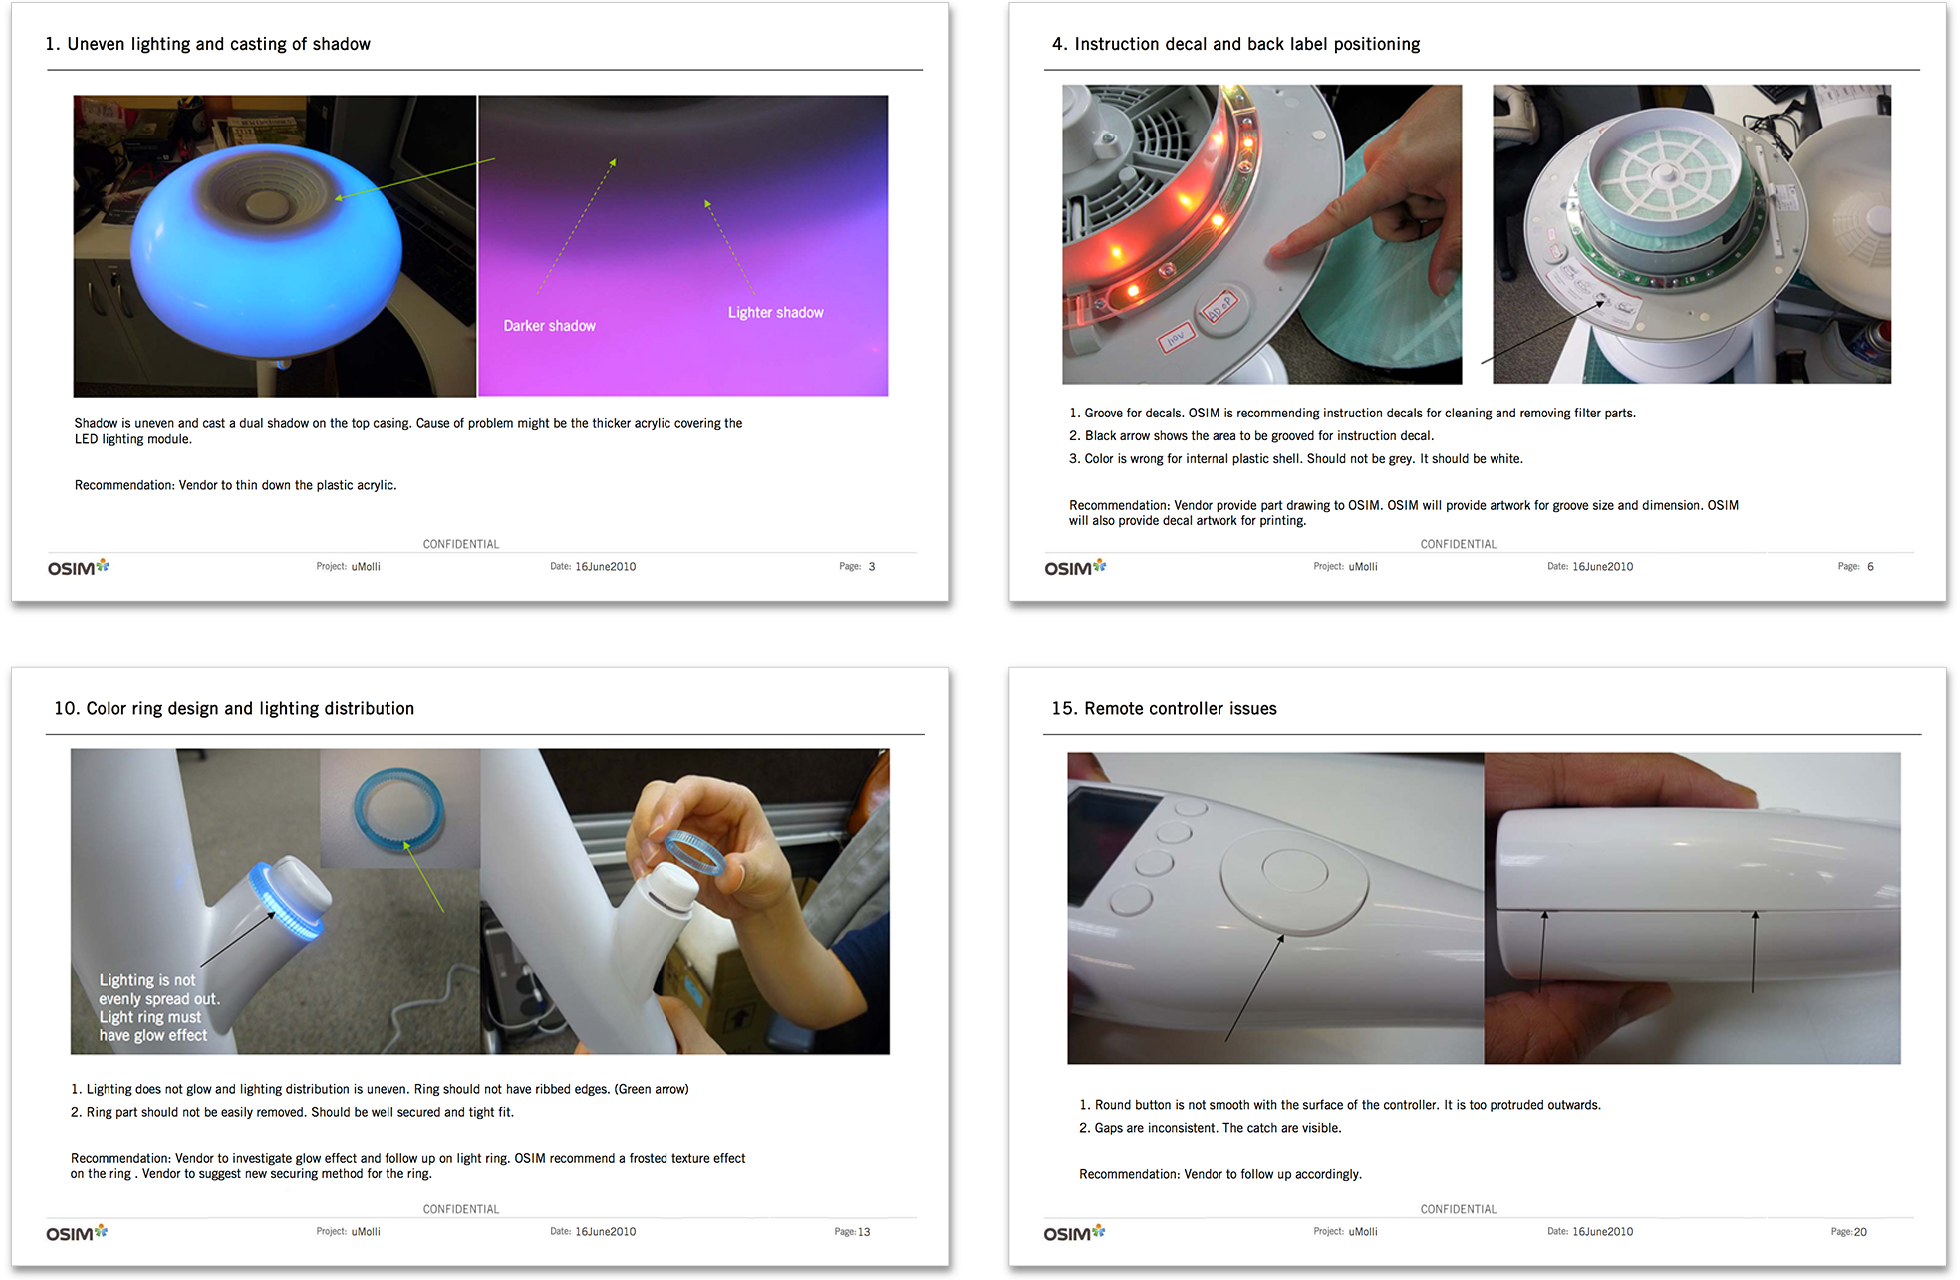 1. Uneven lighting and casting of shadow
Darker shadow
Lighter shadow
Shadow is uneven and cast a dual shadow on the top casing. Cause of problem might be the thicker acrylic covering the
LED lighting module.
Recommendation: Vendor to thin down the plastic acrylic.
CONFIDENTIAL
OSIM
Project: uMolli
Date: 16June2010
Page: 3
4. Instruction decal and back label positioning
110V
1. Groove for decals. OSIM is recommending instruction decals for cleaning and removing filter parts.
2. Black arrow shows the area to be grooved for instruction decal.
3. Color is wrong for internal plastic shell. Should not be grey. It should be white.
Recommendation: Vendor provide part drawing to OSIM. OSIM will provide artwork for groove size and dimension. OSIM
will also provide decal artwork for printing.
CONFIDENTIAL
OSIM
Project: uMolli
Date: 16June2010
Page: 6
10. Color ring design and lighting distribution
Lighting is not
evenly spread out.
Light ring must
have glow effect
1. Lighting does not glow and lighting distribution is uneven. Ring should not have ribbed edges. (Green arrow)
2. Ring part should not be easily removed. Should be well secured and tight fit.
Recommendation: Vendor to investigate glow effect and follow up on light ring. OSIM recommend a frosted texture effect
on the ring . Vendor to suggest new securing method for the ring.
CONFIDENTIAL
OSIM
Project: uMolli
Date: 16June2010
Page: 13
15. Remote controller issues
1. Round button is not smooth with the surface of the controller. It is too protruded outwards.
2. Gaps are inconsistent. The catch are visible.
Recommendation: Vendor to follow up accordingly.
CONFIDENTIAL
OSIM
Project: uMolli
Date: 16June2010
Page: 20